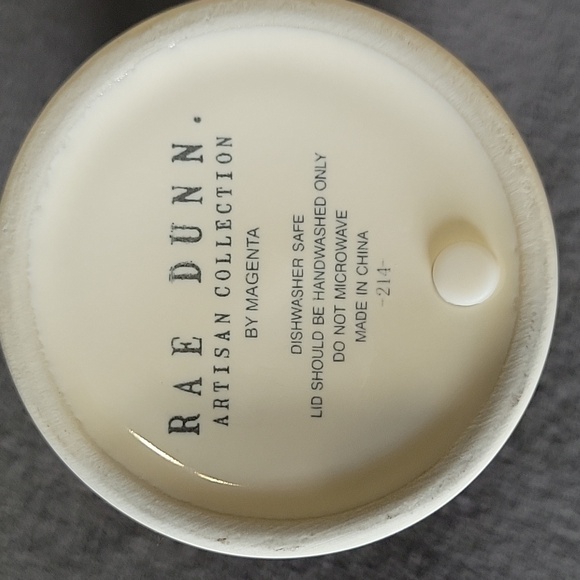 RAE DUNN.
ARTISAN COLLECTION
BY MAGENTA
DISHWASHER SAFE
LID SHOULD BE HANDWASHED ONLY
DO NOT MICROWAVE
MADE IN CHINA
-214-